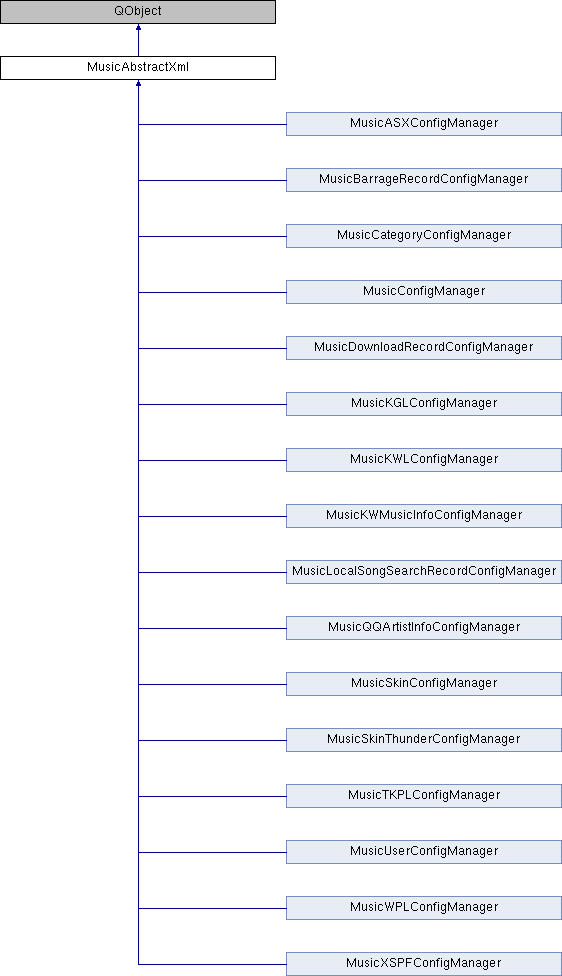 QObject
MusicAbstractXml
MusicASXConfigManager
MusicBarrageRecordConfigManager
MusicCategoryConfigManager
MusicConfigManager
MusicDownloadRecordConfigManager
MusicKGLConfigManager
MusicKWLConfigManager
MusicKWMusicInfoConfigManager
MusicLocalSongSearchRecordConfigManager
MusicQQArtistInfoConfigManager
MusicSkinConfigManager
MusicSkinThunderConfigManager
MusicTKPLConfigManager
MusicUserConfigManager
MusicWPLConfigManager
MusicXSPFConfigManager